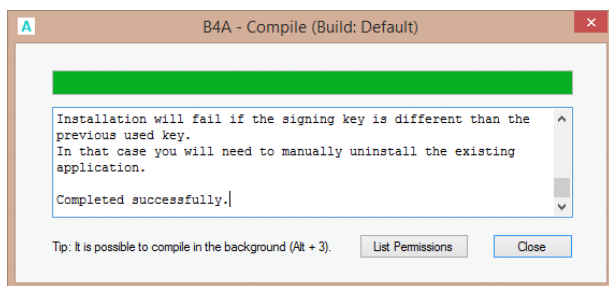 A
B4A - Compile (Build: Default)
×
Installation will fail if the signing key is different than the
previous used key.
In that case you will need to manually uninstall the existing
application.
Completed successfully.
Tip: It is possible to compile in the background (Alt + 3).
List Permissions
Close